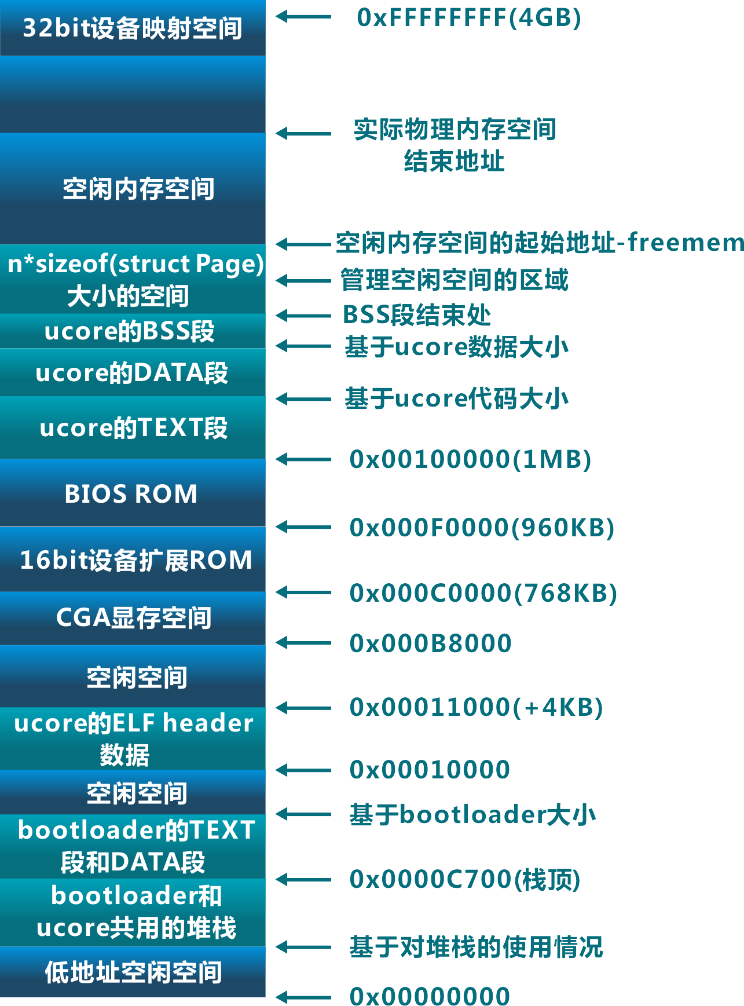 32bit设备映射空间
0xFFFFFFFF(4GB)
实际物理内存空间
结束地址
空闲内存空间
空闲内存空间的起始地址-freemem
n*sizeof(struct Page)
大小的空间
管理空闲空间的区域
BSS段结束处
ucore的BSS段
基于ucore数据大小
ucore的DATA段
基于ucore代码大小
ucore的TEXT段
0x00100000(1MB)
BIOS ROM
0x000F0000(960KB)
16bit设备扩展ROM
0x000C0000(768KB)
CGA显存空间
0x000B8000
空闲空间
0x00011000(+4KB)
ucore的ELF header
数据
0x00010000
空闲空间
基于bootloader大小
bootloader的TEXT
段和DATA段
0x0000C700(栈顶)
bootloader和
ucore共用的堆栈
基于对堆栈的使用情况
低地址空闲空间
0x00000000